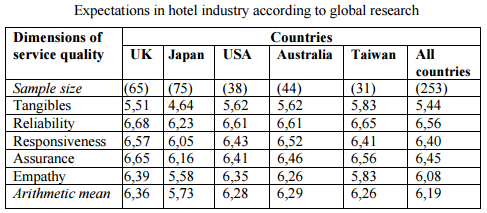 Expectations in hotel industry according to global research
Dimensions of service quality Countries
UK Japan USA Australia Taiwan All countries
Sample size (65) (75) (38) (44) (31) (253)
Tangibles 5,51 4,64 5,62 5,62 5,83 5,44
Reliability 6,68 6,23 6,61 6,61 6,65 6,56
Responsiveness 6,57 6,05 6,43 6,52 6,41 6,40
Assurance 6,65 6,16 6,41 6,46 6,56 6,45
Empathy 6,39 5,58 6,35 6,26 5,83 6,08
Arithmetic mean 6,36 5,73 6,28 6,29 6,26 6,19